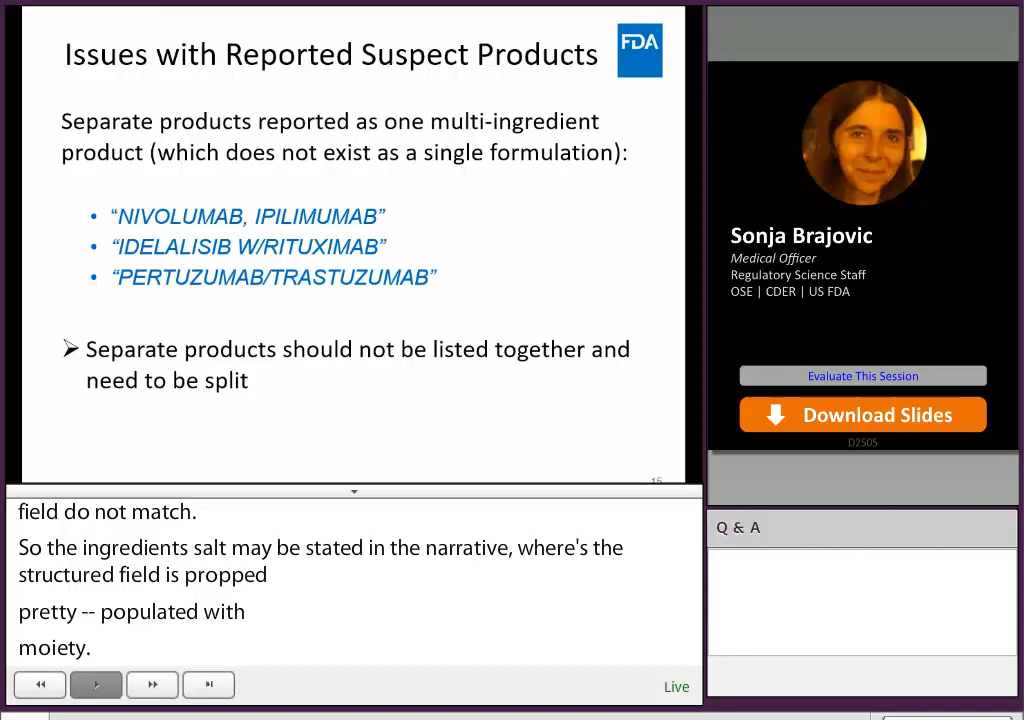 Issues with Reported Suspect Products
FDA
Separate products reported as one multi-ingredient
product (which does not exist as a single formulation):
• “NIVOLUMAB, IPILIMUMAB”
• “IDELALISIB W/RITUXIMAB”
• “PERTUZUMAB/TRASTUZUMAB”
➢ Separate products should not be listed together and
need to be split
15
field do not match.
So the ingredients salt may be stated in the narrative, where's the
structured field is propped
pretty -- populated with
moiety.
Live
Sonja Brajovic
Medical Officer
Regulatory Science Staff
OSE | CDER | US FDA
Evaluate This Session
Download Slides
D2S05
Q & A